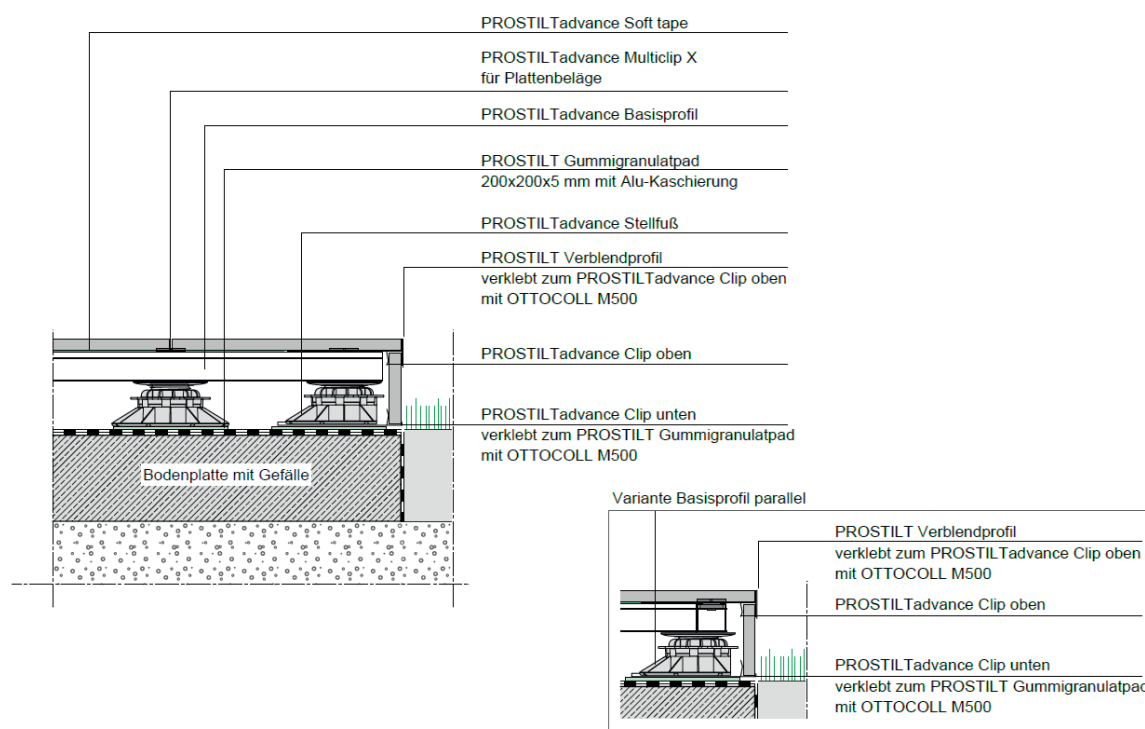 PROSTILTadvance Soft tape
PROSTILTadvance Multiclip X
für Plattenbeläge
PROSTILTadvance Basisprofil
PROSTILT Gummigranulatpad
200x200x5 mm mit Alu-Kaschierung
PROSTILTadvance Stellfuß
PROSTILT Verblendprofil
verklebt zum PROSTILTadvance Clip oben
mit OTTOCOLL M500
PROSTILTadvance Clip oben
PROSTILTadvance Clip unten
verklebt zum PROSTILT Gummigranulatpad
mit OTTOCOLL M500
Bodenplatte mit Gefälle
Variante Basisprofil parallel
PROSTILT Verblendprofil
verklebt zum PROSTILTadvance Clip oben
mit OTTOCOLL M500
PROSTILTadvance Clip oben
PROSTILTadvance Clip unten
verklebt zum PROSTILT Gummigranulatpad
mit OTTOCOLL M500